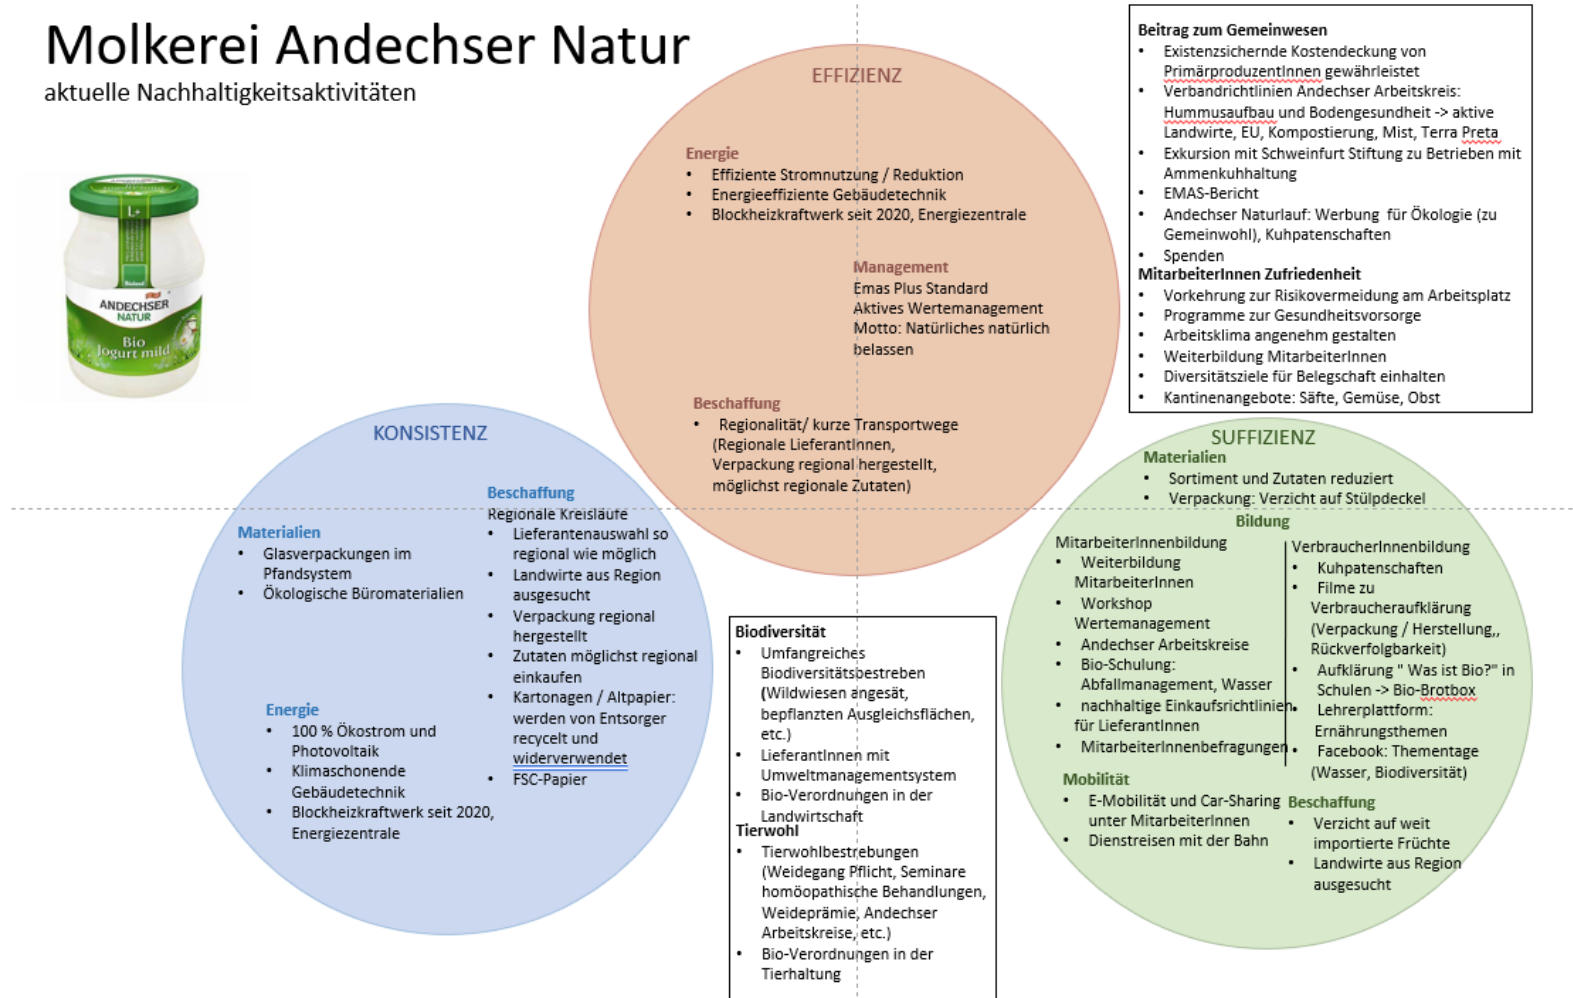 Molkerei Andechser Natur
aktuelle Nachhaltigkeitsaktivitäten
L+
Bioland
ANDECHSER
NATUR
Bio
Jogurt mild
EFFIZIENZ
Energie
• Effiziente Stromnutzung / Reduktion
• Energieeffiziente Gebäudetechnik
• Blockheizkraftwerk seit 2020, Energiezentrale
Management
Emas Plus Standard
Aktives Wertemanagement
Motto: Natürliches natürlich
belassen
Beschaffung
• Regionalität/ kurze Transportwege
(Regionale LieferantInnen,
Verpackung regional hergestellt,
möglichst regionale Zutaten)
Beitrag zum Gemeinwesen
• Existenzsichernde Kostendeckung von
PrimärproduzentInnen gewährleistet
• Verbandrichtlinien Andechser Arbeitskreis:
Hummusaufbau und Bodengesundheit -> aktive
Landwirte, EU, Kompostierung, Mist, Terra Preta
• Exkursion mit Schweinfurt Stiftung zu Betrieben mit
Ammenkuhhaltung
• EMAS-Bericht
• Andechser Naturlauf: Werbung für Ökologie (zu
Gemeinwohl), Kuhpatenschaften
• Spenden
MitarbeiterInnen Zufriedenheit
• Vorkehrung zur Risikovermeidung am Arbeitsplatz
• Programme zur Gesundheitsvorsorge
• Arbeitsklima angenehm gestalten
• Weiterbildung MitarbeiterInnen
• Diversitätsziele für Belegschaft einhalten
• Kantinenangebote: Säfte, Gemüse, Obst
KONSISTENZ
Materialien
• Glasverpackungen im
Pfandsystem
• Ökologische Büromaterialien
Energie
• 100 % Ökostrom und
Photovoltaik
• Klimaschonende
Gebäudetechnik
• Blockheizkraftwerk seit 2020,
Energiezentrale
Beschaffung
Regionale Kreisläufe
• Lieferantenauswahl so
regional wie möglich
• Landwirte aus Region
ausgesucht
• Verpackung regional
hergestellt
• Zutaten möglichst regional
einkaufen
• Kartonagen / Altpapier:
werden von Entsorger
recycelt und
widerverwendet
• FSC-Papier
Biodiversität
• Umfangreiches
Biodiversitätsbestreben
(Wildwiesen angesät,
bepflanzten Ausgleichsflächen,
etc.)
• LieferantInnen mit
Umweltmanagementsystem
• Bio-Verordnungen in der
Landwirtschaft
Tierwohl
• Tierwohlbestrebungen
(Weidegang Pflicht, Seminare
homöopathische Behandlungen,
Weideprämie, Andechser
Arbeitskreise, etc.)
• Bio-Verordnungen in der
Tierhaltung
SUFFIZIENZ
Materialien
• Sortiment und Zutaten reduziert
• Verpackung: Verzicht auf Stülpdeckel
Bildung
MitarbeiterInnenbildung
• Weiterbildung
MitarbeiterInnen
• Workshop
Wertemanagement
• Andechser Arbeitskreise
• Bio-Schulung:
Abfallmanagement, Wasser
• nachhaltige Einkaufsrichtlinien
für LieferantInnen
• MitarbeiterInnenbefragungen
VerbraucherInnenbildung
• Kuhpatenschaften
• Filme zu
Verbraucheraufklärung
(Verpackung / Herstellung,,
Rückverfolgbarkeit)
• Aufklärung " Was ist Bio?" in
Schulen -> Bio-Brotbox
• Lehrerplattform:
Ernährungsthemen
• Facebook: Thementage
(Wasser, Biodiversität)
Mobilität
• E-Mobilität und Car-Sharing
unter MitarbeiterInnen
• Dienstreisen mit der Bahn
Beschaffung
• Verzicht auf weit
importierte Früchte
• Landwirte aus Region
ausgesucht